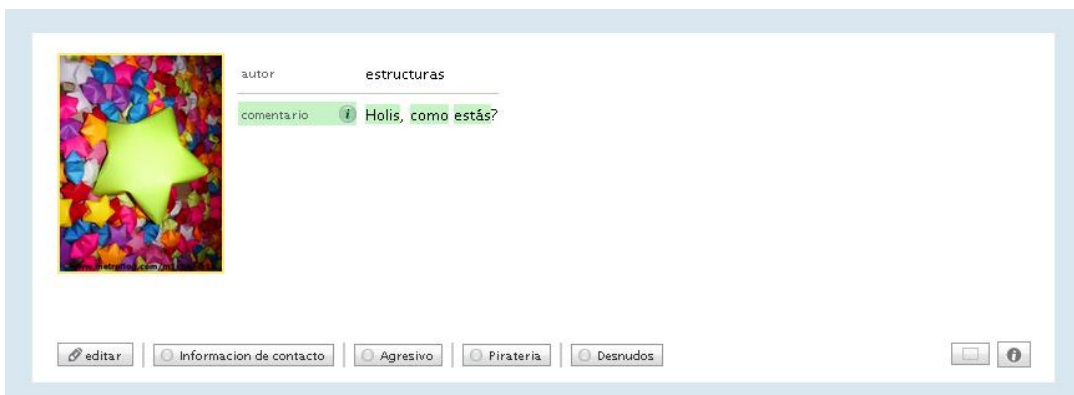 autor estructuras
comentario i Holis, como estás?
editar Informacion de contacto Agresivo Pirateria Desnudos i